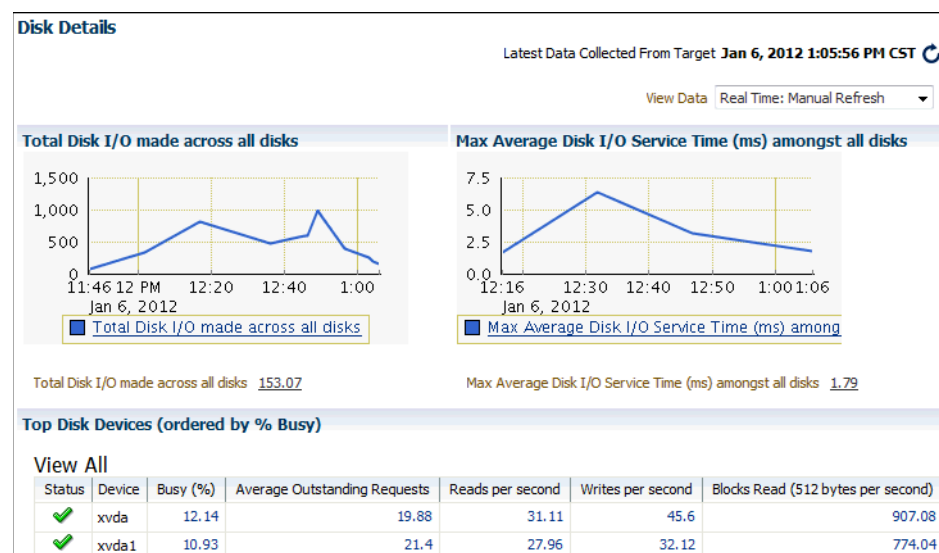 Disk Details
Latest Data Collected From Target Jan 6, 2012 1:05:56 PM CST
View Data Real Time: Manual Refresh
Total Disk I/O made across all disks
1,500
1,000
500
0
11:46 12 PM 12:20 12:40 1:00
Jan 6, 2012
Total Disk I/O made across all disks
Total Disk I/O made across all disks 153.07
Max Average Disk I/O Service Time (ms) amongst all disks
7.5
5.0
2.5
0.0
12:16 12:30 12:40 12:50 1:00 1:06
Jan 6, 2012
Max Average Disk I/O Service Time (ms) among
Max Average Disk I/O Service Time (ms) amongst all disks 1.79
Top Disk Devices (ordered by % Busy)
View All
Status Device Busy (%) Average Outstanding Requests Reads per second Writes per second Blocks Read (512 bytes per second)
xvda 12.14 19.88 31.11 45.6 907.08
xvda1 10.93 21.4 27.96 32.12 774.04